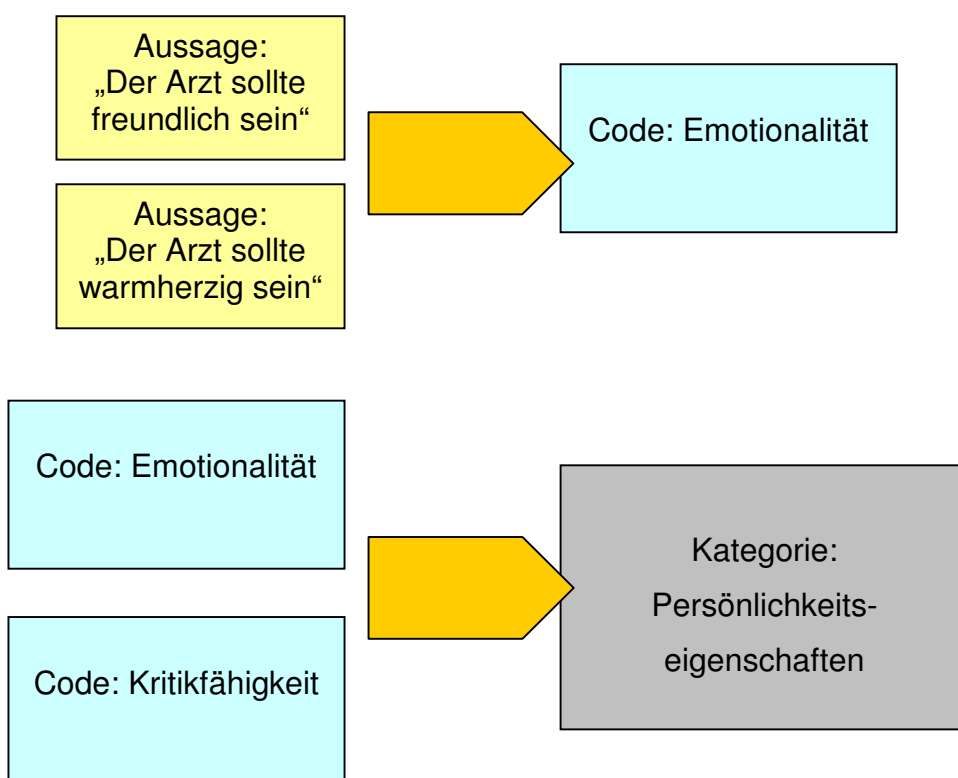 Aussage:
„Der Arzt sollte
freundlich sein“
Code: Emotionalität
Aussage:
„Der Arzt sollte
warmherzig sein“
Code: Emotionalität
Kategorie:
Persönlichkeits-
eigenschaften
Code: Kritikfähigkeit